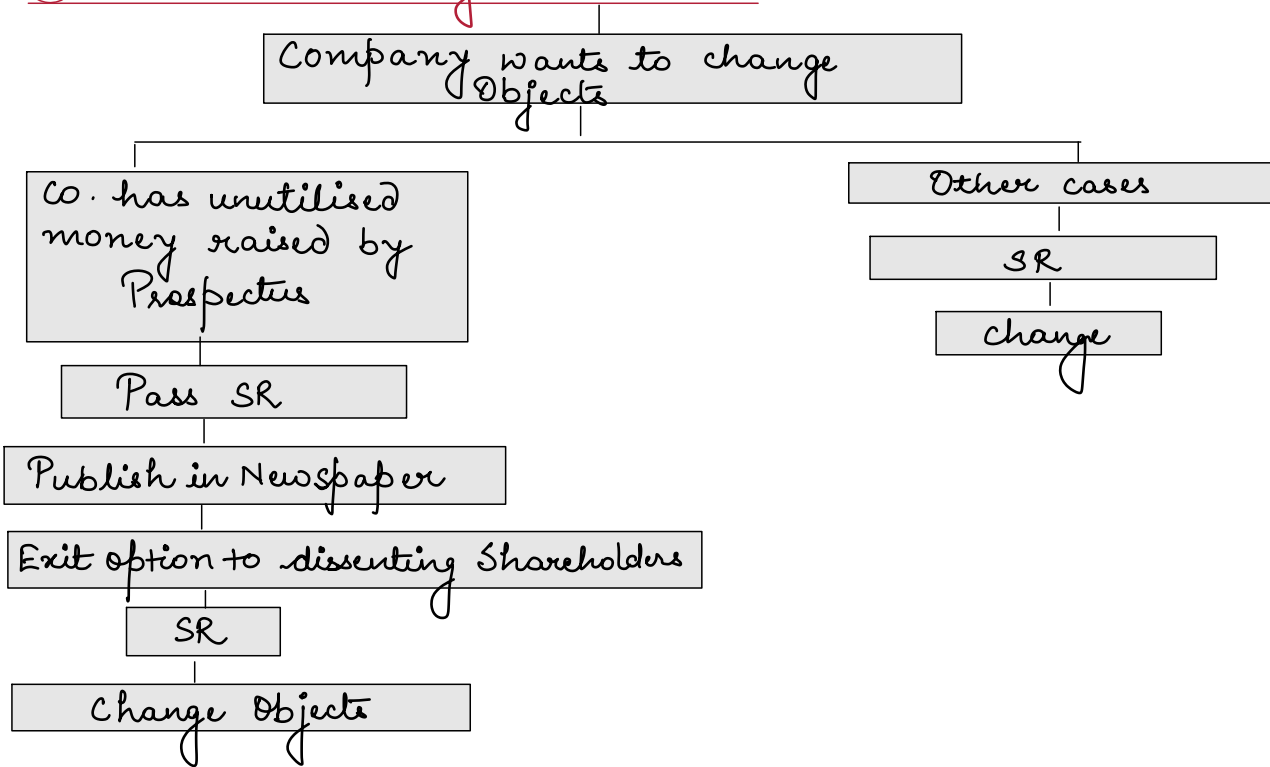 Company wants to change
Objects
Co. has unutilised
money raised by
Prospectus
Pass SR
Publish in Newspaper
Exit option to dissenting Shareholders
SR
Change Objects
Other cases
SR
Change